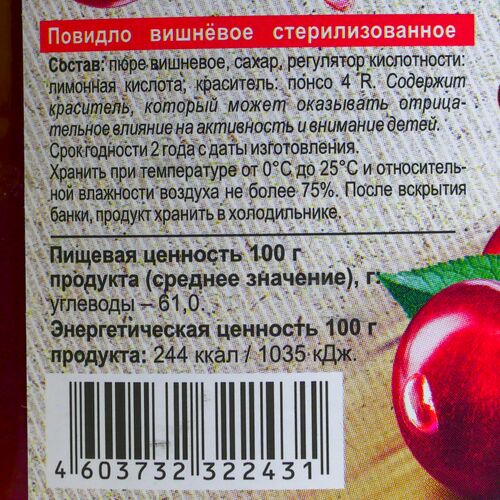 Повидло вишнёвое стерилизованное
Состав: пюре вишневое, сахар, регулятор кислотности:
лимонная кислота, краситель: понсо 4 R. Содержит
краситель, который может оказывать отрица-
тельное влияние на активность и внимание детей.
Срок годности 2 года с даты изготовления.
Хранить при температуре от 0°С до 25°С и относитель-
ной влажности воздуха не более 75%. После вскрытия
банки, продукт хранить в холодильнике.
Пищевая ценность 100 г
продукта (среднее значение), г:
углеводы – 61,0.
Энергетическая ценность 100 г
продукта: 244 ккал / 1035 кДж.
4 603732 322431